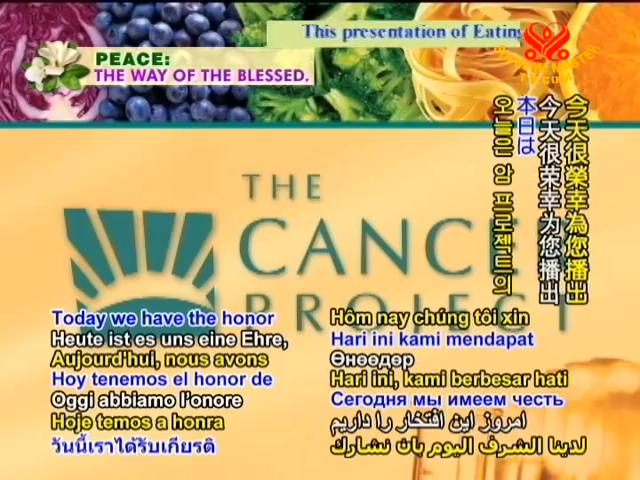 This presentation of Eating
PEACE:
THE WAY OF THE BLESSED.
今天很榮幸為您播出
今天很荣幸为您播出
本日は
오늘은 암 프로젝트의
THE
CANCE
PROJECT
Today we have the honor
Heute ist es uns eine Ehre,
Aujourd'hui, nous avons
Hoy tenemos el honor de
Oggi abbiamo l'onore
Hoje temos a honra
วันนี้เราได้รับเกียรติ
Hôm nay chúng tôi xin
Hari ini kami mendapat
Өнөөдөр
Hari ini, kami berbesar hati
Сегодня мы имеем честь
امروز این افتخار را داریم
لدينا الشرف اليوم بان نشارك